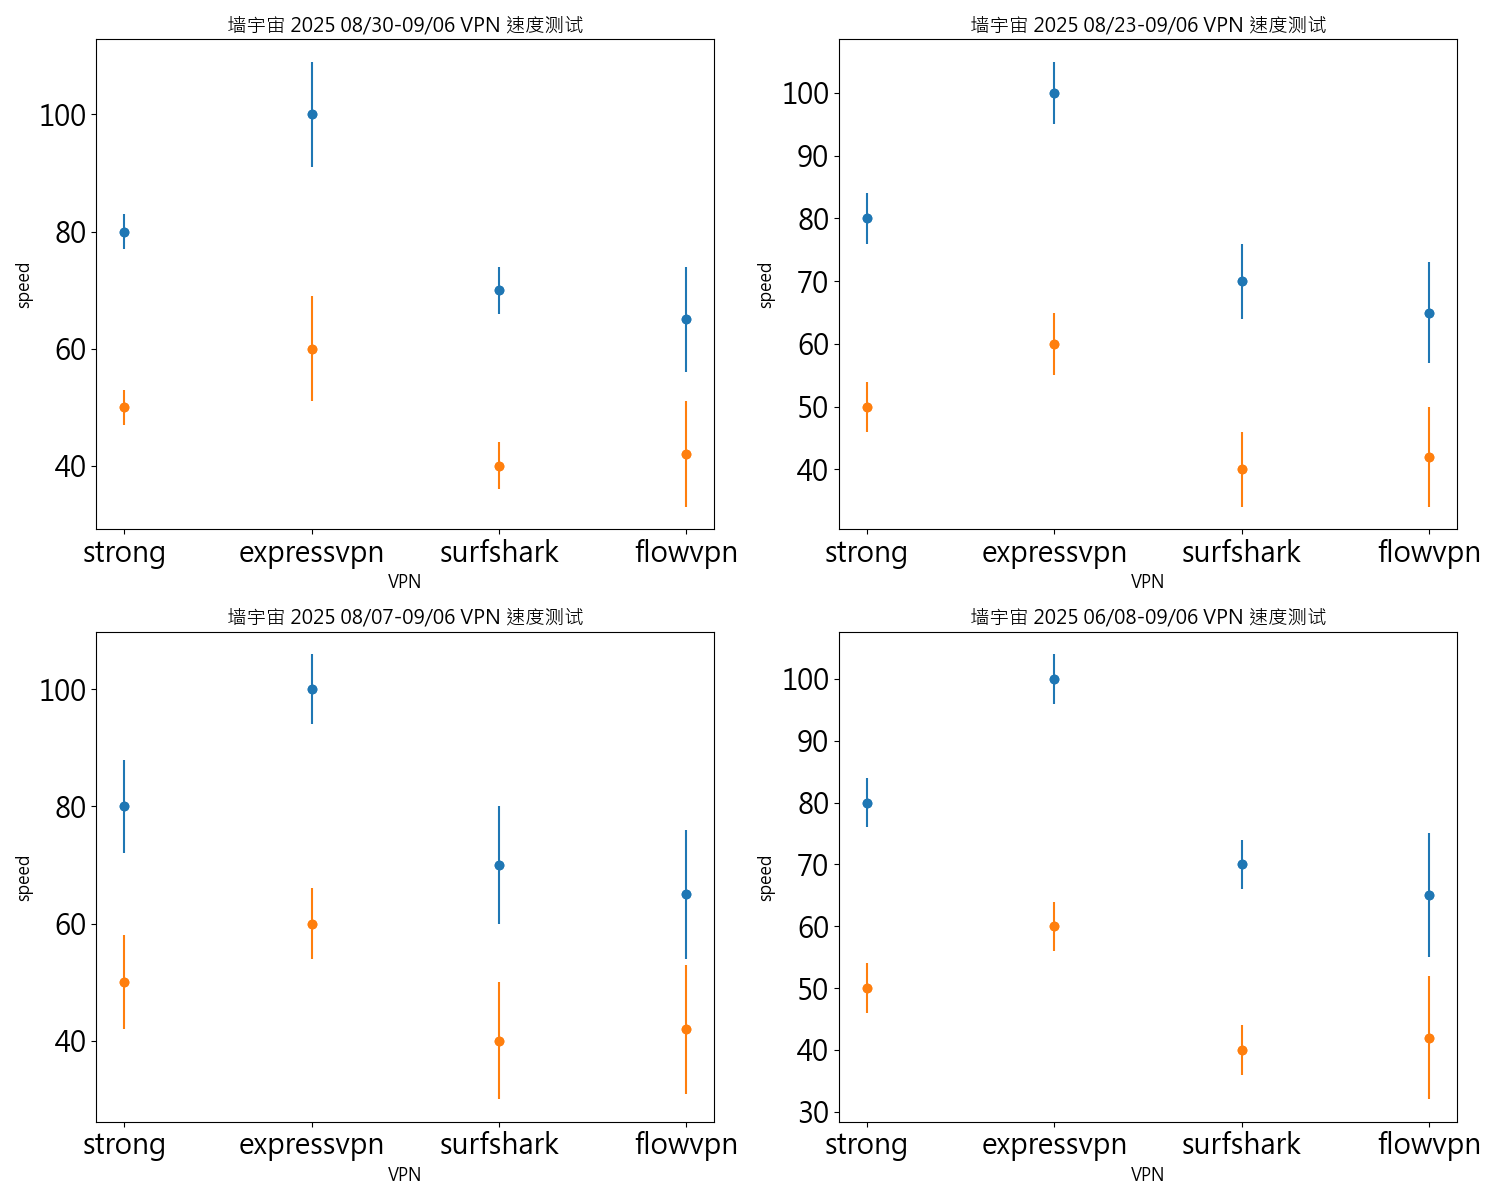 墙宇宙 2025 08/30-09/06 VPN 速度测试
100
80
60
40
speed
strong expressvpn surfshark flowvpn
VPN
墙宇宙 2025 08/23-09/06 VPN 速度测试
100
90
80
70
60
50
40
speed
strong expressvpn surfshark flowvpn
VPN
墙宇宙 2025 08/07-09/06 VPN 速度测试
100
80
60
40
speed
strong expressvpn surfshark flowvpn
VPN
墙宇宙 2025 06/08-09/06 VPN 速度测试
100
90
80
70
60
50
40
30
speed
strong expressvpn surfshark flowvpn
VPN